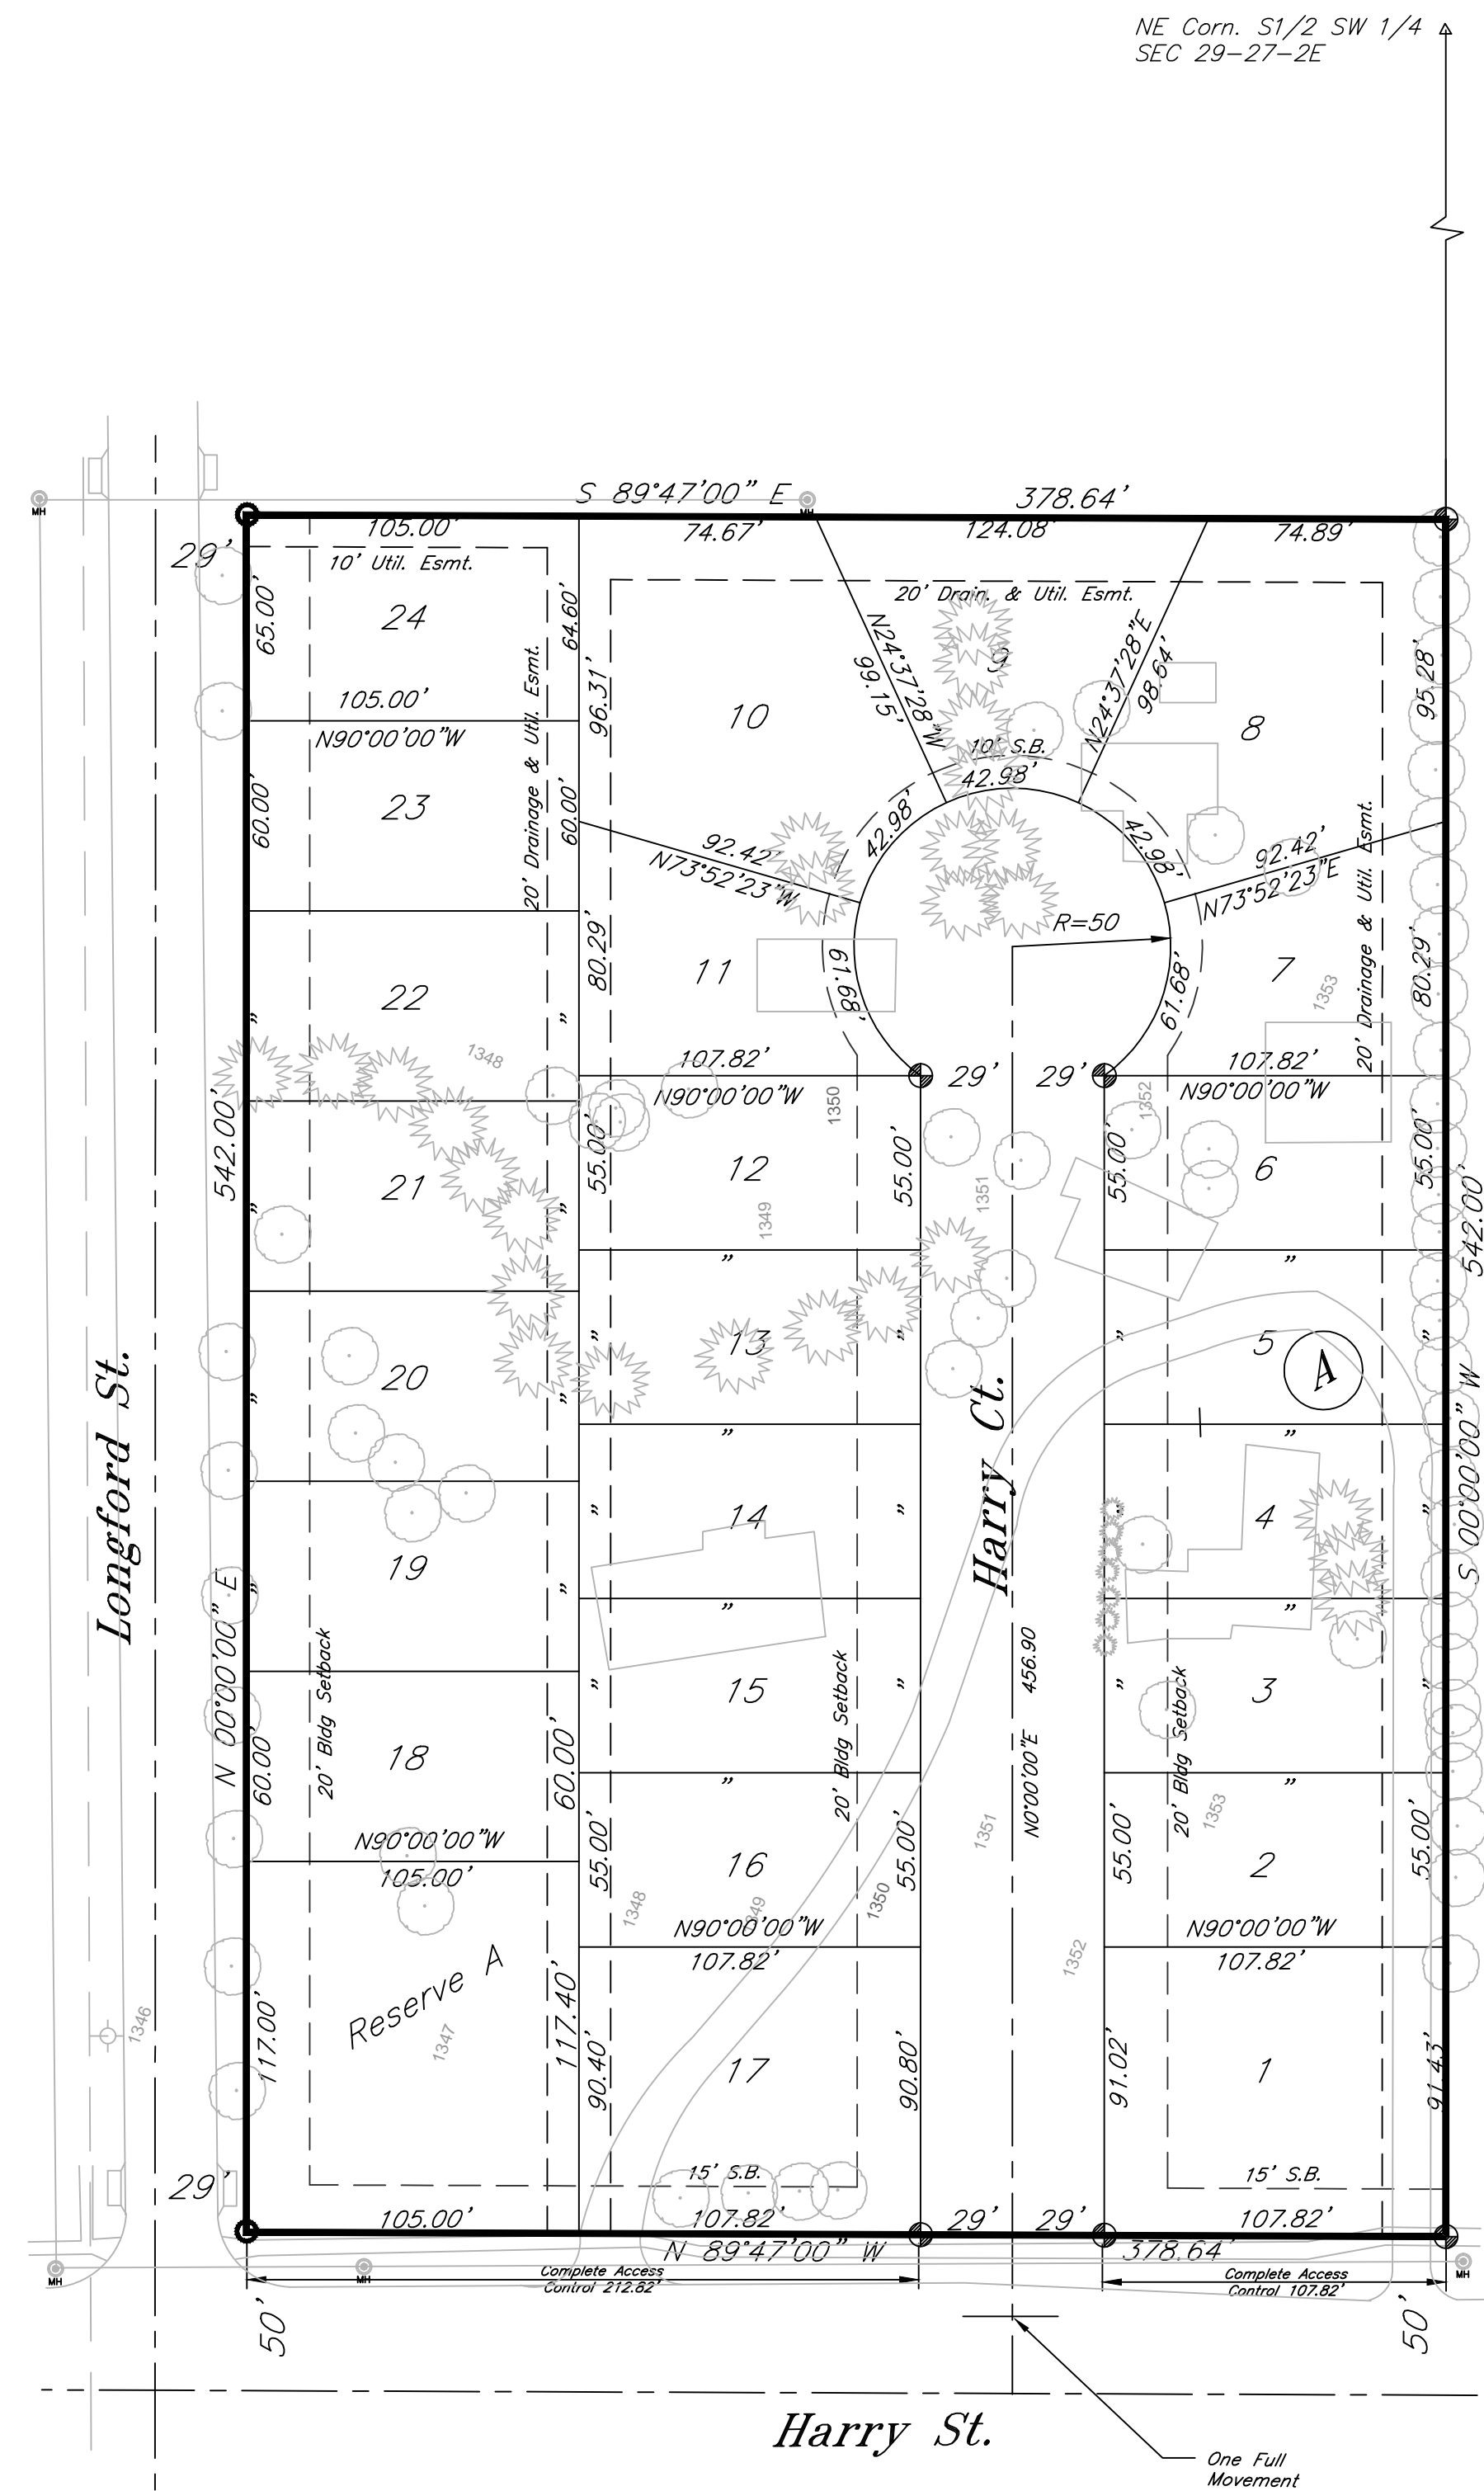 NE Corn. S1/2 SW 1/4
SEC 29-27-2E
S 89°47'00" E
378.64'
MH
MH
29'
105.00'
74.67'
124.08'
74.89'
10' Util. Esmt.
20' Drain. & Util. Esmt.
24
65.00'
64.60'
9
N24°37'28"W
99.15'
N24°37'28"E
98.64'
20' Drainage & Util. Esmt.
96.31'
95.28'
105.00'
N90°00'00"W
10
8
10' S.B.
42.98'
42.98'
42.98'
23
60.00'
60.00'
92.42'
N73°52'23"W
92.42'
N73°52'23"E
20' Drainage & Util. Esmt.
R=50
80.29'
80.29'
11
7
61.68'
61.68'
1353
22
"
"
1348
107.82'
N90°00'00"W
29'
29'
107.82'
N90°00'00"W
1350
1352
542.00'
55.00'
55.00'
55.00'
55.00'
12
6
21
"
"
1349
1351
542.00'
"
"
"
13
"
"
5
"
A
20
"
"
Longford St.
Harry Ct.
"
"
"
14
"
"
4
"
S 00°00'00" W
19
"
"
N 00°00'00" E
"
"
20' Bldg Setback
20' Bldg Setback
20' Bldg Setback
456.90
N0°00'00"E
"
15
"
"
3
"
18
60.00'
60.00'
"
"
1351
1353
N90°00'00"W
105.00'
55.00'
16
55.00'
55.00'
2
55.00'
1348
1349
1350
1352
N90°00'00"W
107.82'
N90°00'00"W
107.82'
Reserve A
1346
1347
117.00'
117.40'
90.40'
17
90.80'
91.02'
1
91.43'
29'
15' S.B.
15' S.B.
105.00'
107.82'
29'
29'
107.82'
N 89°47'00" W
378.64'
MH
MH
MH
Complete Access
Control 212.82'
Complete Access
Control 107.82'
50'
50'
Harry St.
One Full
Movement